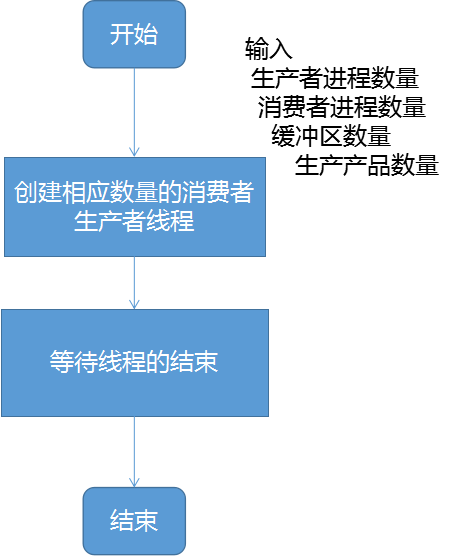 开始
输入
生产者进程数量
消费者进程数量
缓冲区数量
生产产品数量
创建相应数量的消费者
生产者线程
等待线程的结束
结束